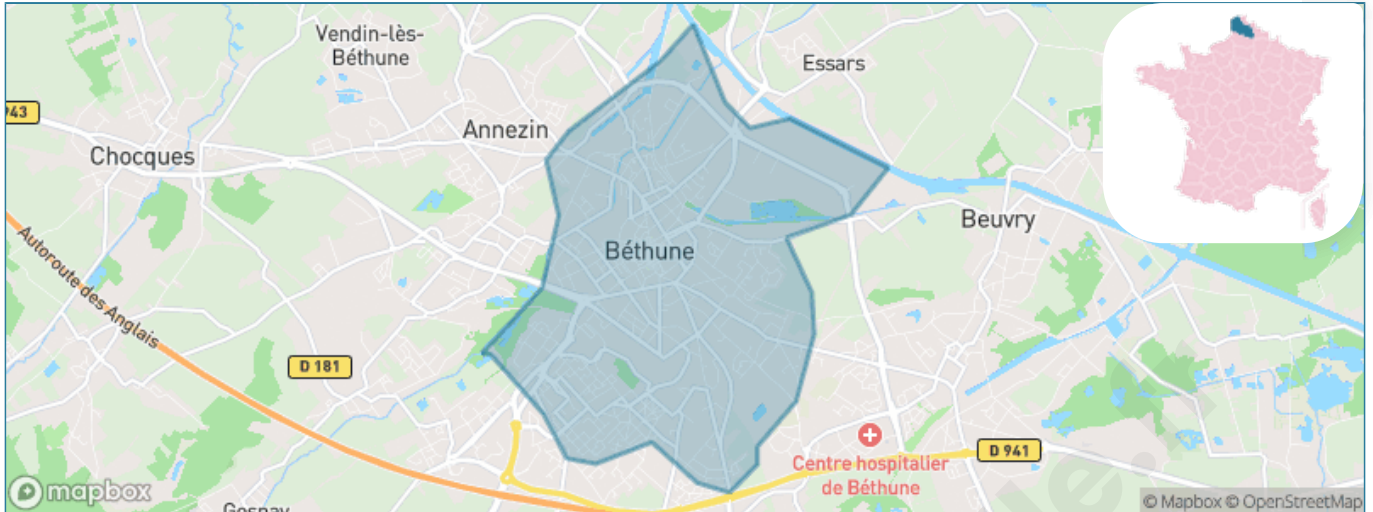 Vendin-lès-
Béthune
Essars
943
Annezin
Chocques
Beuvry
Béthune
Autoroute des Anglais
D 181
D 941
Centre hospitalier
de Béthune
mapbox
Gosnay
© Mapbox © OpenStreetMap